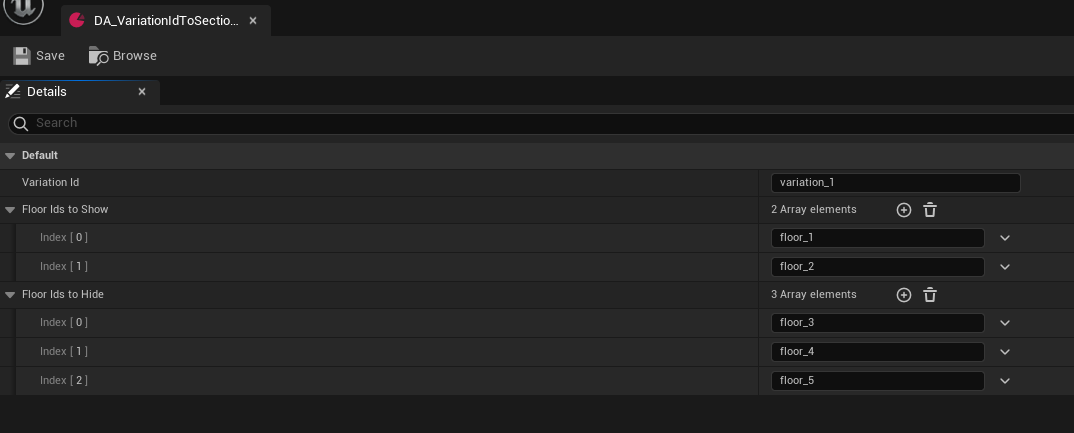 DA_VariationIdToSectio...
Save Browse
Details
Search
Default
Variation Id variation_1
Floor Ids to Show 2 Array elements
Index [ 0 ] floor_1
Index [ 1 ] floor_2
Floor Ids to Hide 3 Array elements
Index [ 0 ] floor_3
Index [ 1 ] floor_4
Index [ 2 ] floor_5